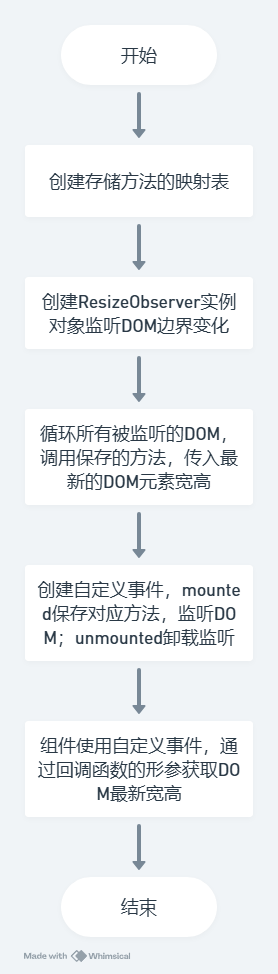 开始
创建存储方法的映射表
创建ResizeObserver实例
对象监听DOM边界变化
循环所有被监听的DOM，
调用保存的方法，传入最
新的DOM元素宽高
创建自定义事件，mounte
d保存对应方法，监听DO
M；unmounted卸载监听
组件使用自定义事件，通
过回调函数的形参获取DO
M最新宽高
结束
Made with Whimsical